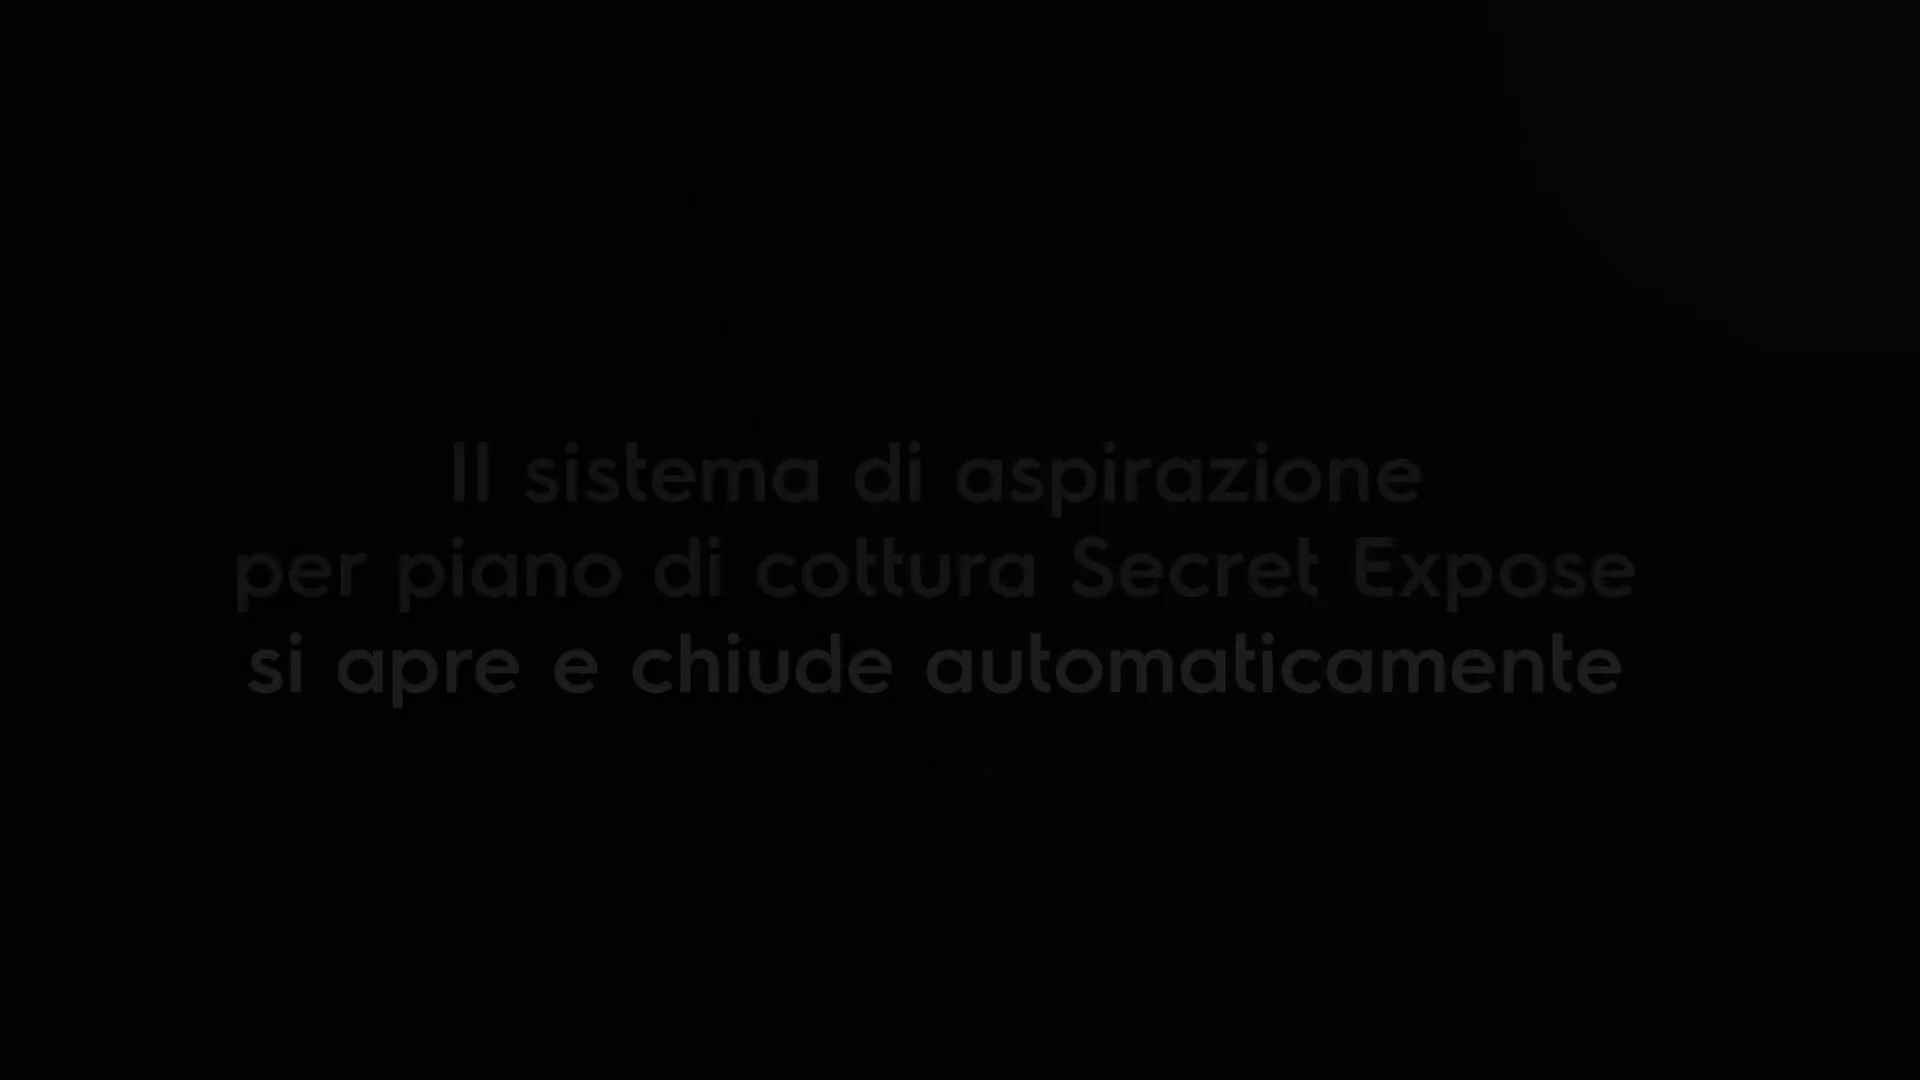 Il sistema di aspirazione
per piano di cottura Secret Expose
si apre e chiude automaticamente